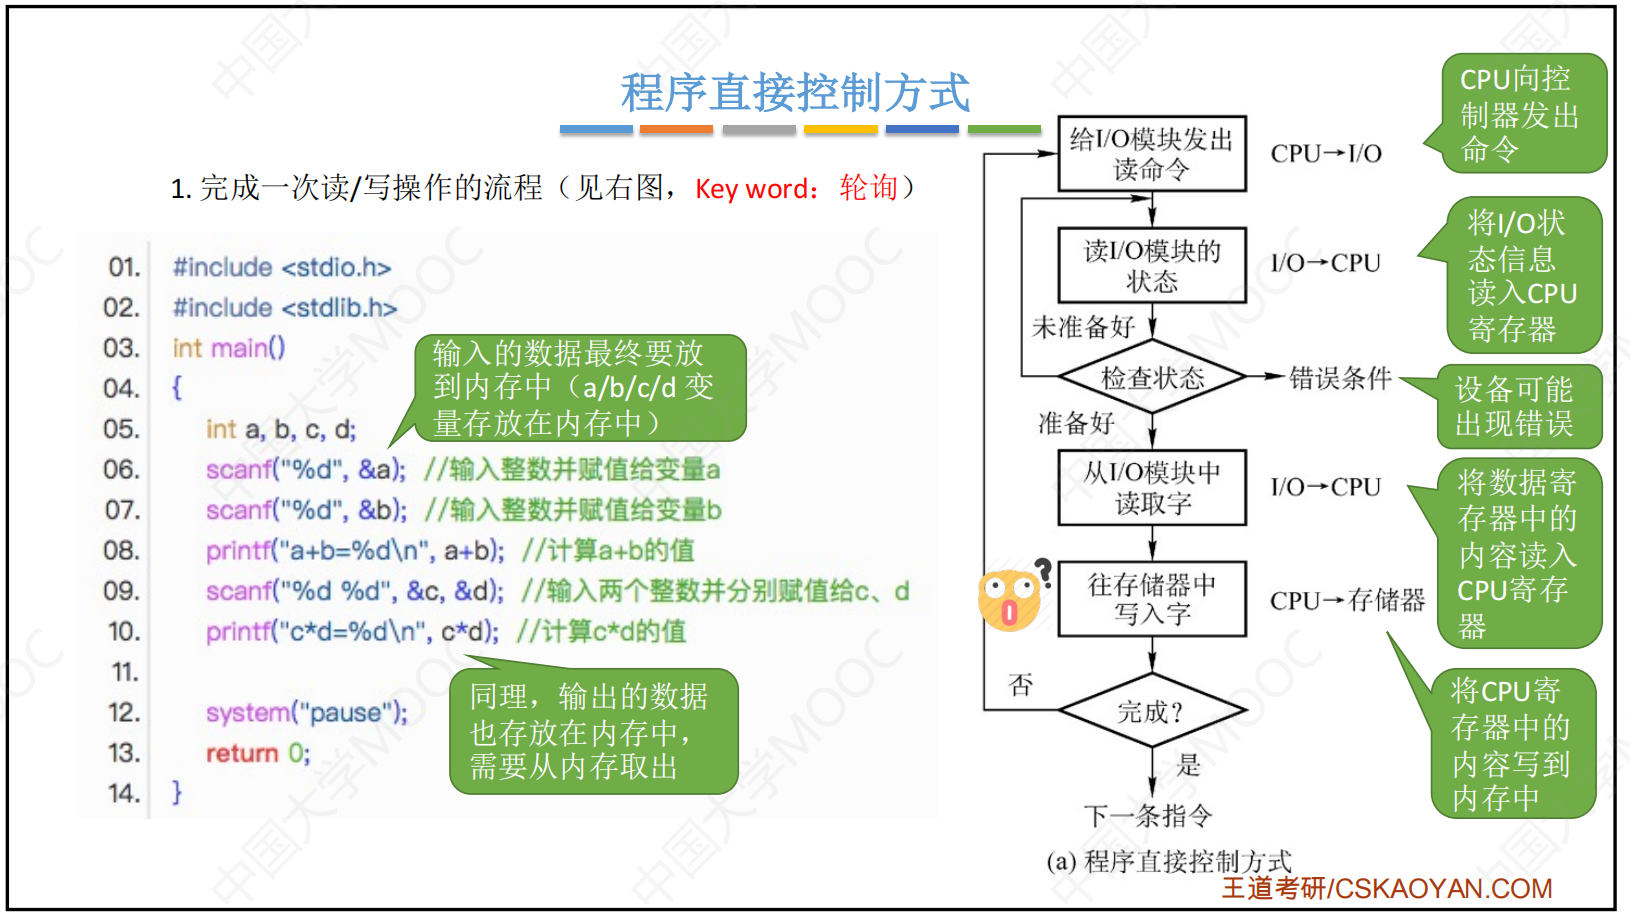 程序直接控制方式
1. 完成一次读/写操作的流程（见右图，Key word：轮询）
01. #include <stdio.h>
02. #include <stdlib.h>
03. int main()
04. {
05. int a, b, c, d;
06. scanf("%d", &a); //输入整数并赋值给变量a
07. scanf("%d", &b); //输入整数并赋值给变量b
08. printf("a+b=%d\n", a+b); //计算a+b的值
09. scanf("%d %d", &c, &d); //输入两个整数并分别赋值给c、d
10. printf("c*d=%d\n", c*d); //计算c*d的值
11.
12. system("pause");
13. return 0;
14. }
输入的数据最终要放
到内存中（a/b/c/d 变
量存放在内存中）
同理，输出的数据
也存放在内存中，
需要从内存取出
给I/O模块发出
读命令
CPU→I/O
CPU向控
制器发出
命令
读I/O模块的
状态
I/O→CPU
将I/O状
态信息
读入CPU
寄存器
未准备好
检查状态
错误条件
设备可能
出现错误
准备好
从I/O模块中
读取字
I/O→CPU
将数据寄
存器中的
内容读入
CPU寄存
器
往存储器中
写入字
CPU→存储器
将CPU寄
存器中的
内容写到
内存中
否
完成？
是
下一条指令
(a) 程序直接控制方式
王道考研/CSKAOYAN.COM
中国大学MOOC